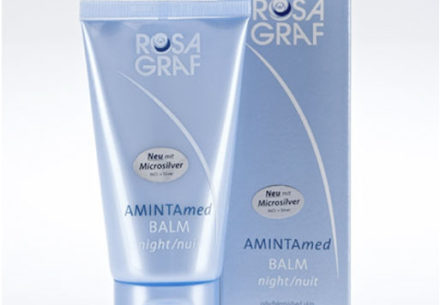 ROSA
GRAF
Neu mit
Microsilver
AMINTAmed
BALM
night/nuit
ROSA
GRAF
Neu mit
Microsilver
AMINTAmed
BALM
night/nuit